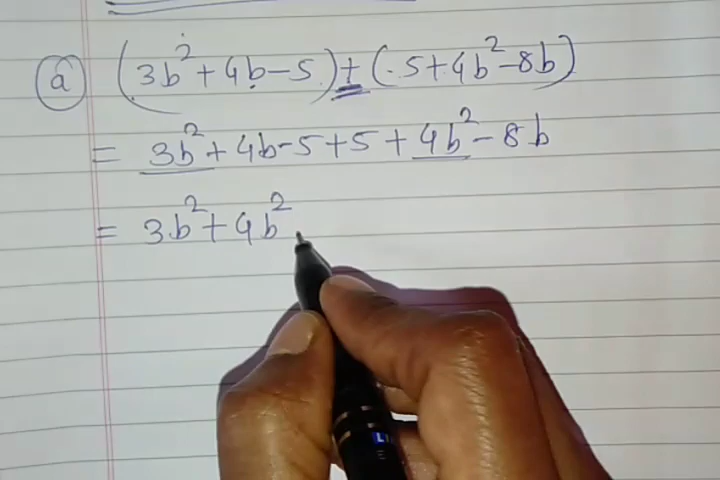 ⓐ (3b² + 4b - 5) + (5 + 4b² - 8b)
= 3b² + 4b - 5 + 5 + 4b² - 8b
= 3b² + 4b²